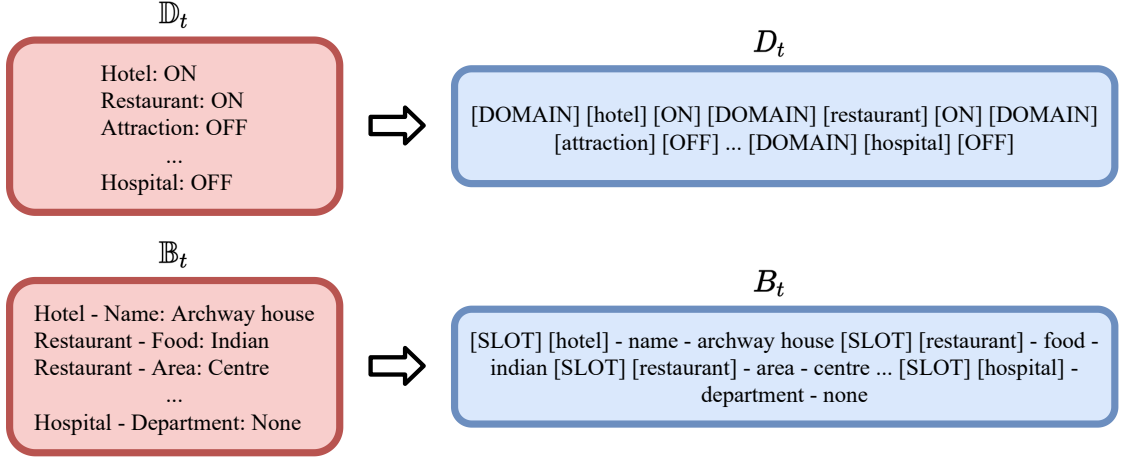 𝔻t
Hotel: ON
Restaurant: ON
Attraction: OFF
...
Hospital: OFF
Dt
[DOMAIN] [hotel] [ON] [DOMAIN] [restaurant] [ON] [DOMAIN]
[attraction] [OFF] ... [DOMAIN] [hospital] [OFF]
𝔹t
Hotel - Name: Archway house
Restaurant - Food: Indian
Restaurant - Area: Centre
...
Hospital - Department: None
Bt
[SLOT] [hotel] - name - archway house [SLOT] [restaurant] - food -
indian [SLOT] [restaurant] - area - centre ... [SLOT] [hospital] -
department - none